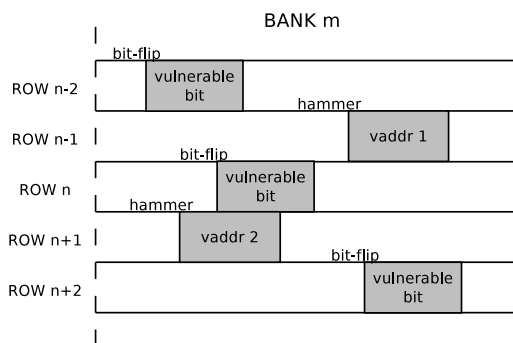 BANK m
bit-flip
ROW n-2
vulnerable
bit
hammer
ROW n-1
vaddr 1
bit-flip
ROW n
vulnerable
bit
hammer
ROW n+1
vaddr 2
bit-flip
ROW n+2
vulnerable
bit